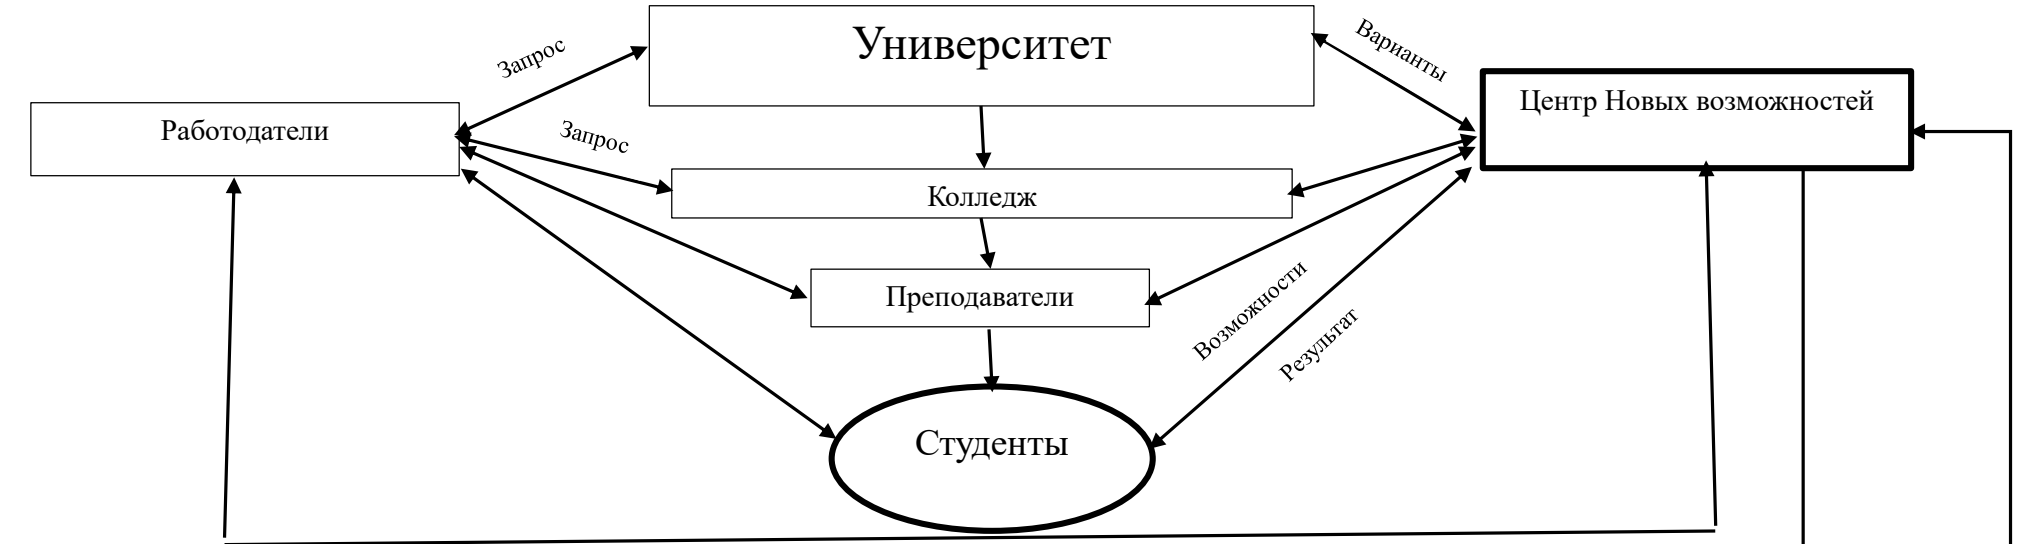 Университет
Запрос
Варианты
Центр Новых возможностей
Работодатели
Запрос
Колледж
Преподаватели
Возможности
Результат
Студенты